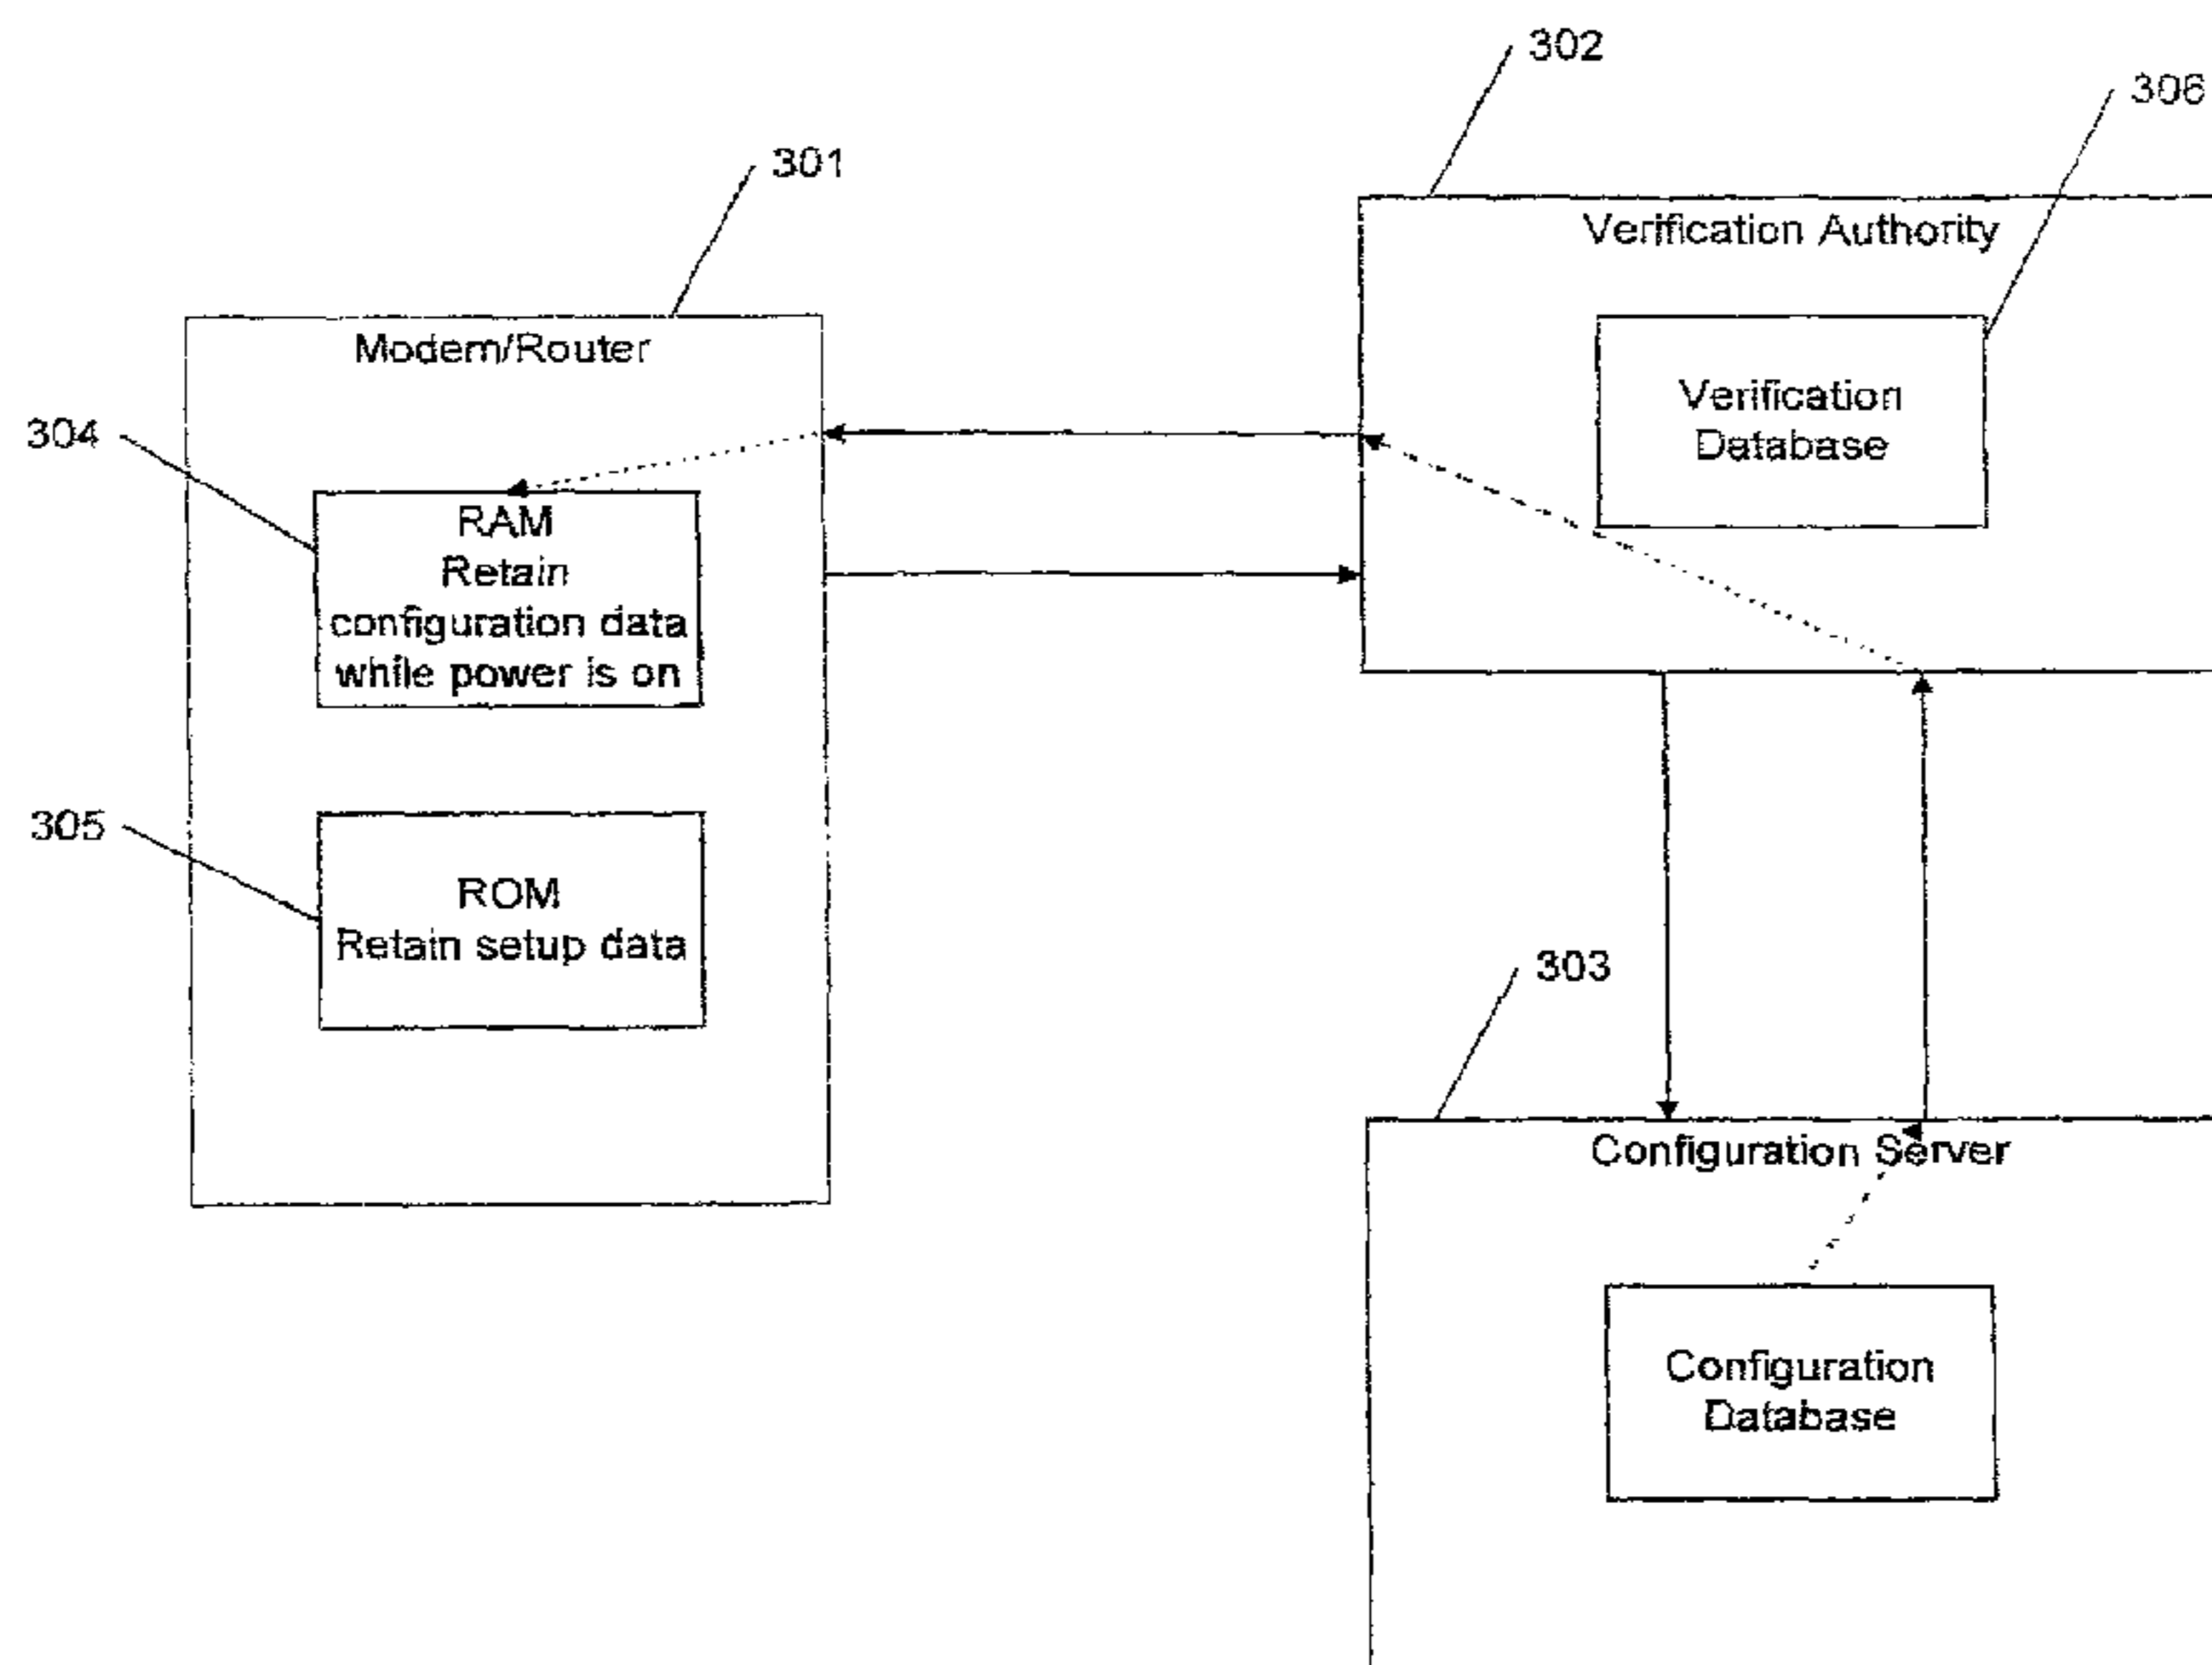 302
306
301
Verification Authority
Modem/Router
Verification
Database
304
RAM
Retain
configuration data
while power is on
305
ROM
Retain setup data
303
Configuration Server
Configuration
Database